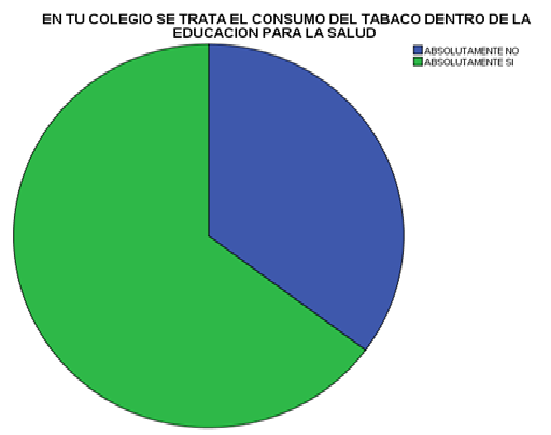 EN TU COLEGIO SE TRATA EL CONSUMO DEL TABACO DENTRO DE LA
EDUCACION PARA LA SALUD
ABSOLUTAMENTE NO
ABSOLUTAMENTE SI